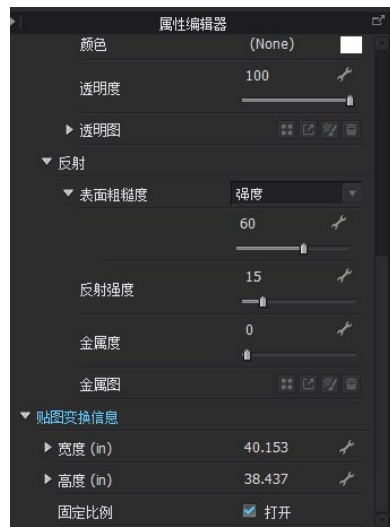 属性编辑器
颜色 (None)
透明度 100
透明图
反射
表面粗糙度 强度
60
反射强度 15
金属度 0
金属图
贴图变换信息
宽度 (in) 40.153
高度 (in) 38.437
固定比例 打开